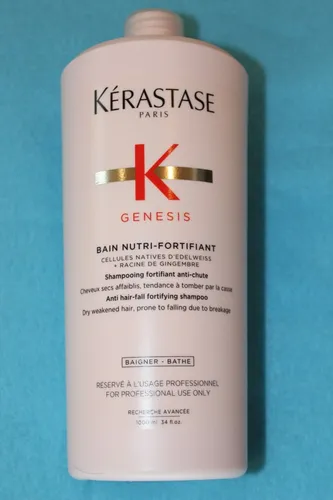 KÉRASTASE
PARIS
K
GENESIS
BAIN NUTRI-FORTIFIANT
CELLULES NATIVES D'EDELWEISS
+ RACINE DE GINGEMBRE
Shampooing fortifiant anti-chute
Cheveux secs affaiblis, tendance à tomber par la casse
Anti hair-fall fortifying shampoo
Dry weakened hair, prone to falling due to breakage
BAIGNER - BATHE
RÉSERVÉ À L'USAGE PROFESSIONNEL
FOR PROFESSIONAL USE ONLY
RECHERCHE AVANCÉE
1000ml 34 fl.oz.